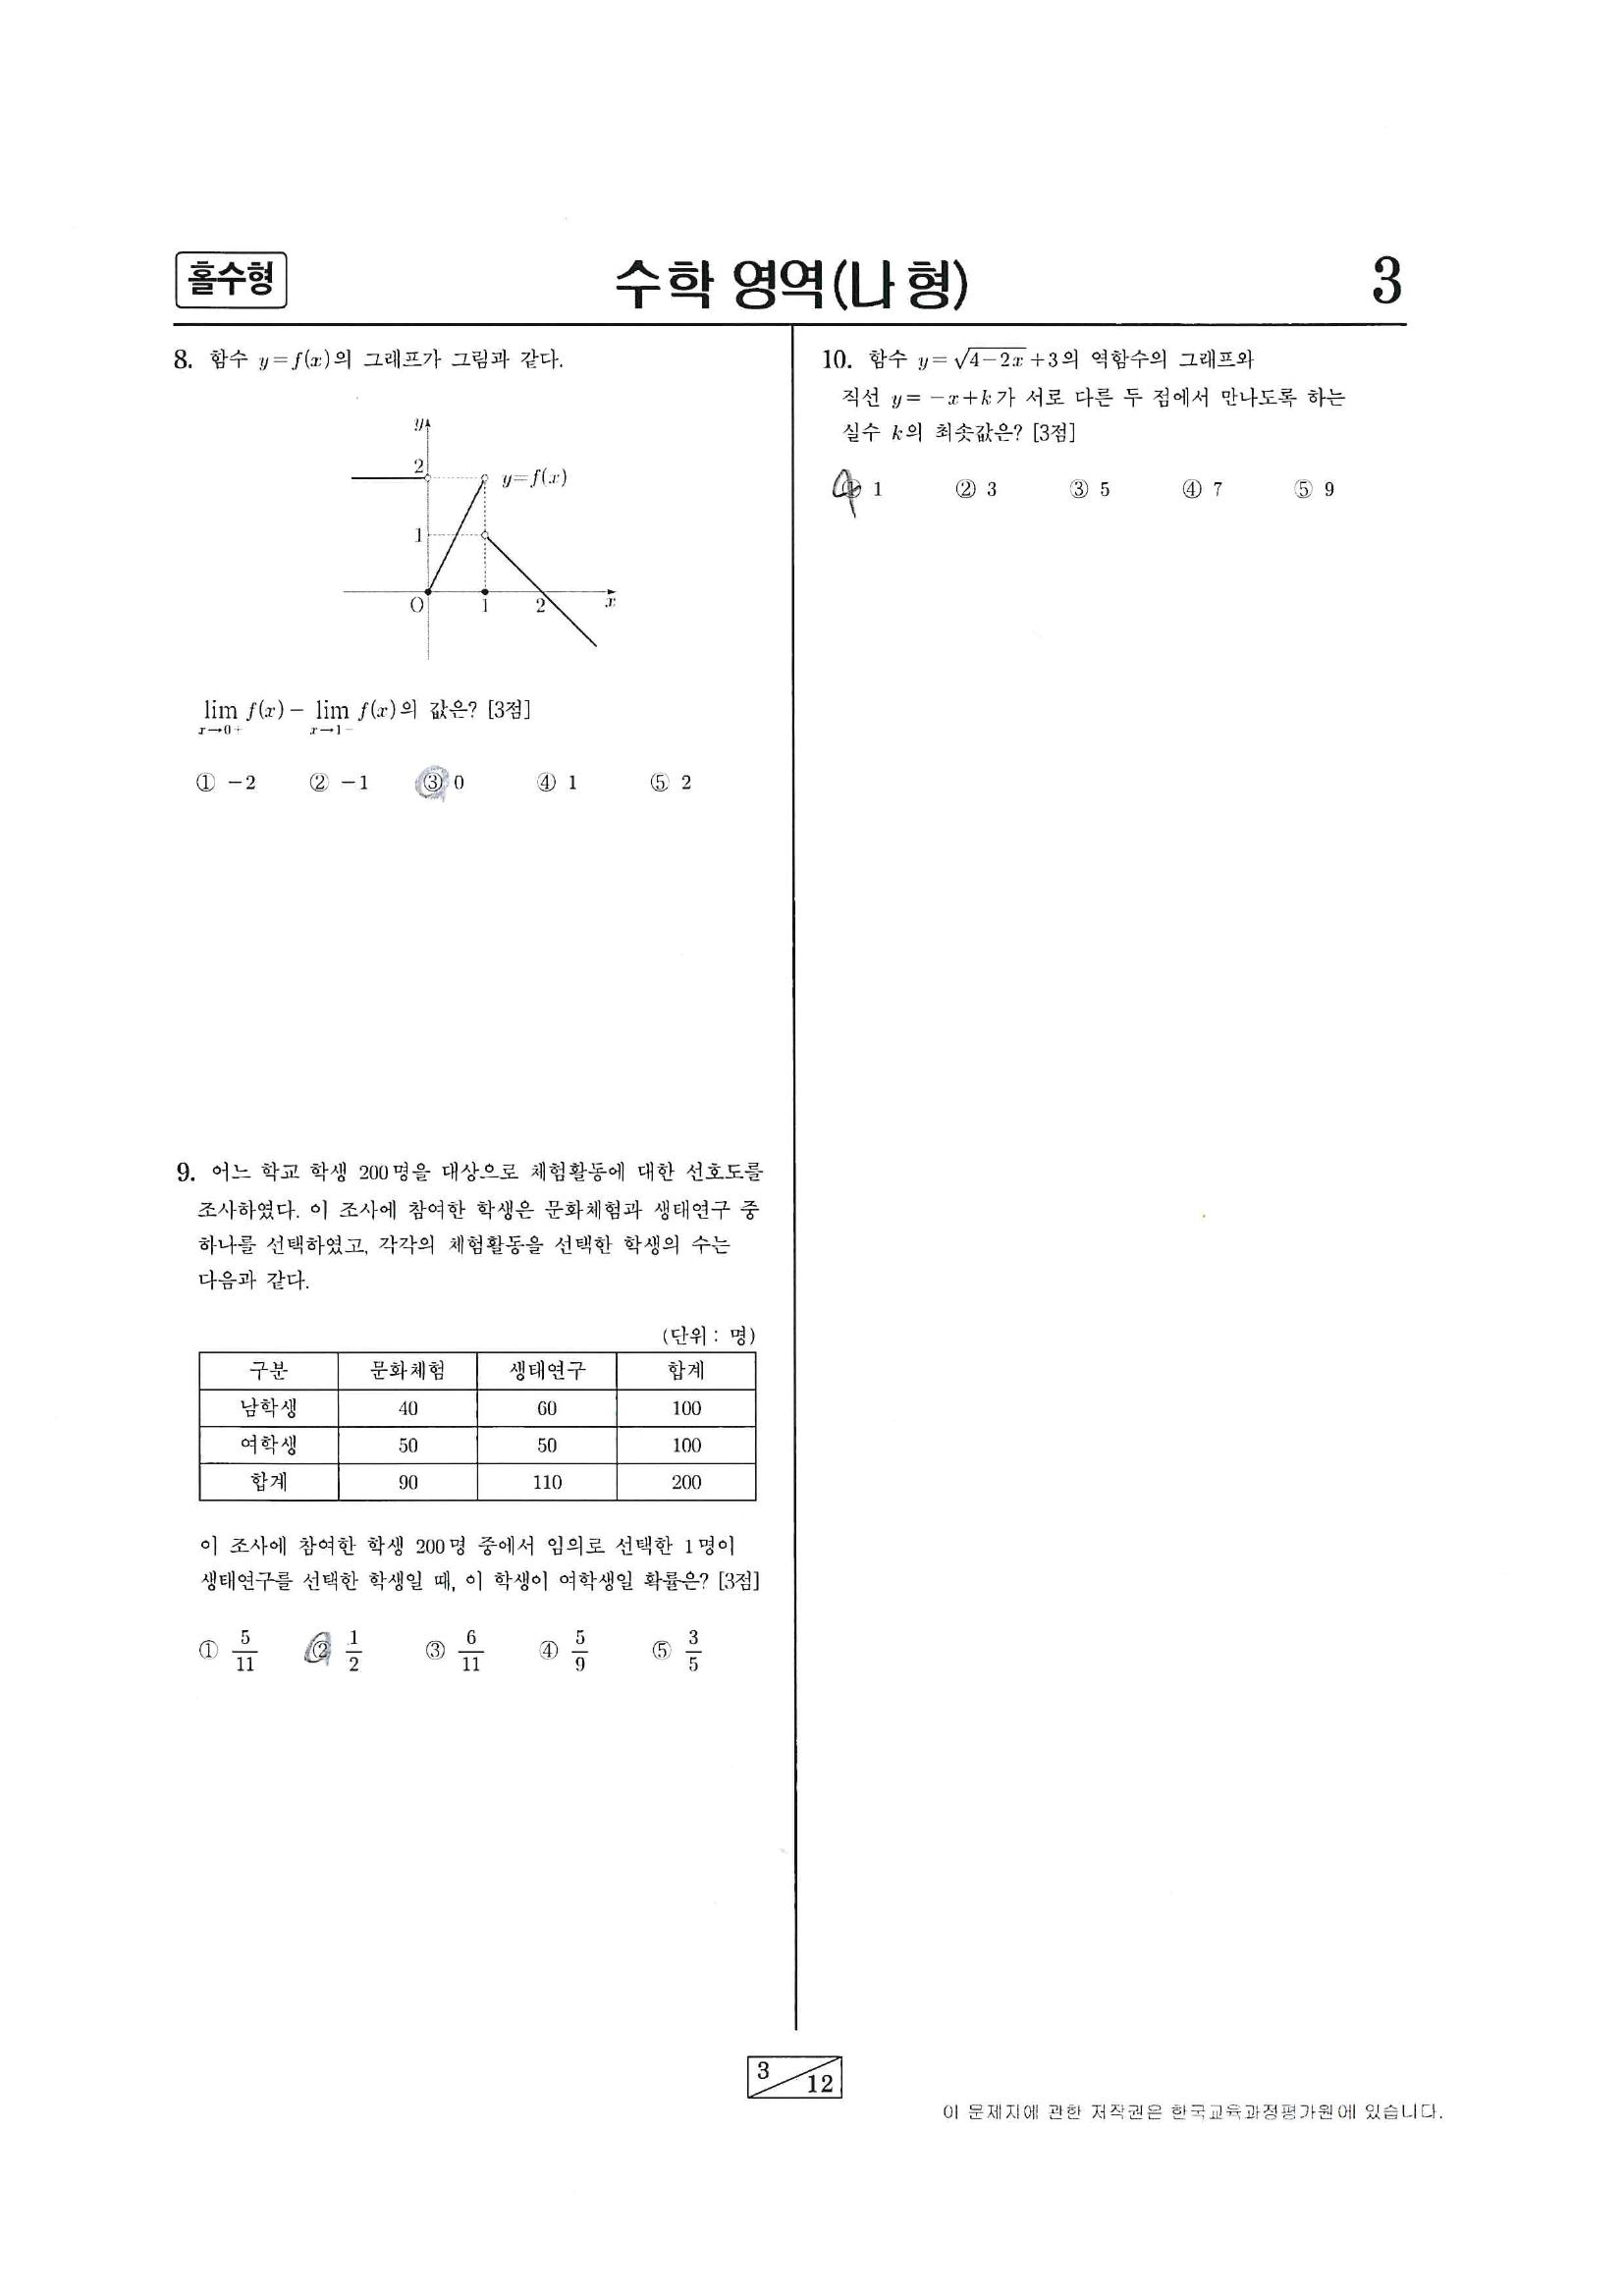 홀수형
수학 영역(나 형)
3
8. 함수 y=f(x)의 그래프가 그림과 같다.
y
2
y=f(x)
1
O
1
2
x
lim f(x) − lim f(x)의 값은? [3점]
x→0+ x→1−
① −2 ② −1 ③ 0 ④ 1 ⑤ 2
9. 어느 학교 학생 200명을 대상으로 체험활동에 대한 선호도를
조사하였다. 이 조사에 참여한 학생은 문화체험과 생태연구 중
하나를 선택하였고, 각각의 체험활동을 선택한 학생의 수는
다음과 같다.
(단위 : 명)
구분 문화체험 생태연구 합계
남학생 40 60 100
여학생 50 50 100
합계 90 110 200
이 조사에 참여한 학생 200명 중에서 임의로 선택한 1명이
생태연구를 선택한 학생일 때, 이 학생이 여학생일 확률은? [3점]
① 5/11 ② 1/2 ③ 6/11 ④ 5/9 ⑤ 3/5
10. 함수 y=√(4−2x)+3의 역함수의 그래프와
직선 y=−x+k가 서로 다른 두 점에서 만나도록 하는
실수 k의 최솟값은? [3점]
① 1 ② 3 ③ 5 ④ 7 ⑤ 9
3
12
이 문제지에 관한 저작권은 한국교육과정평가원에 있습니다.